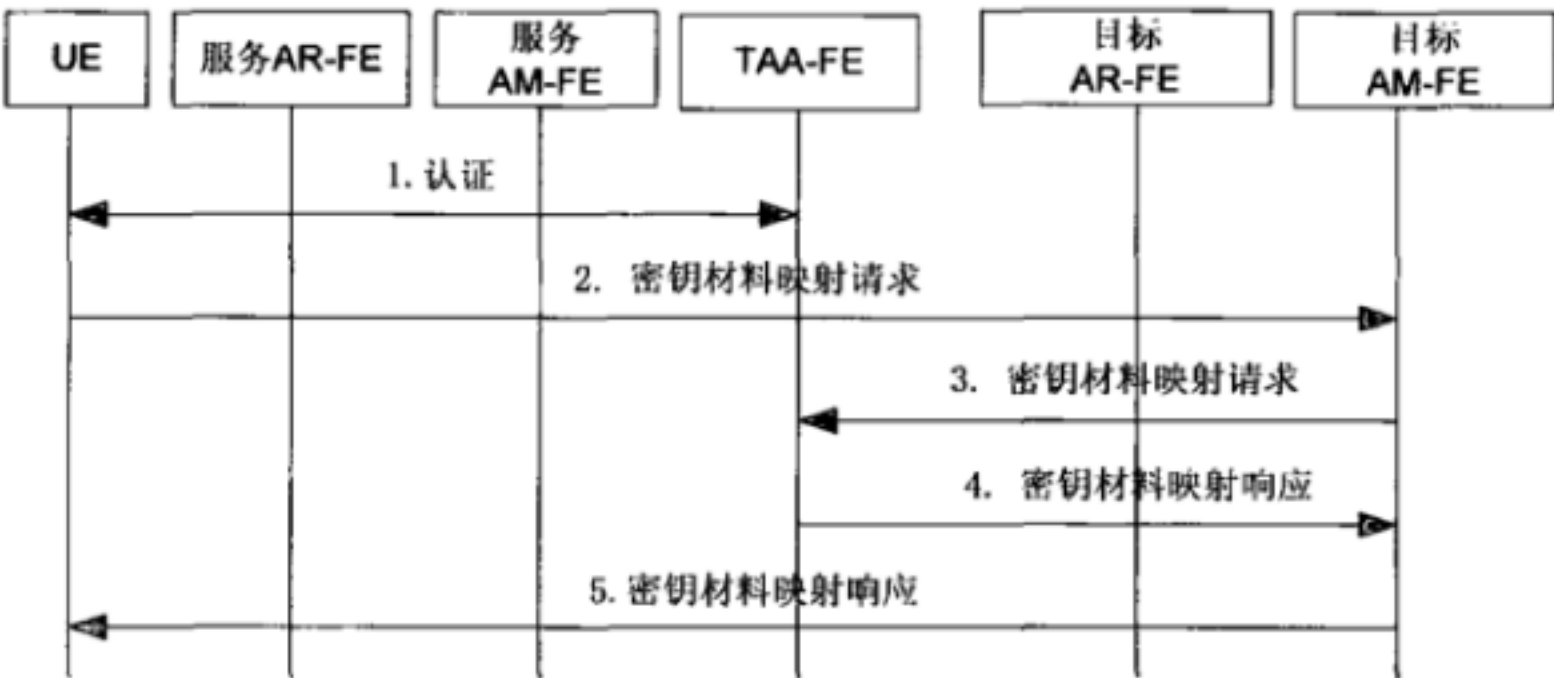 UE
服务AR-FE
服务
AM-FE
TAA-FE
目标
AR-FE
目标
AM-FE
1.认证
2. 密钥材料映射请求
3. 密钥材料映射请求
4. 密钥材料映射响应
5.密钥材料映射响应